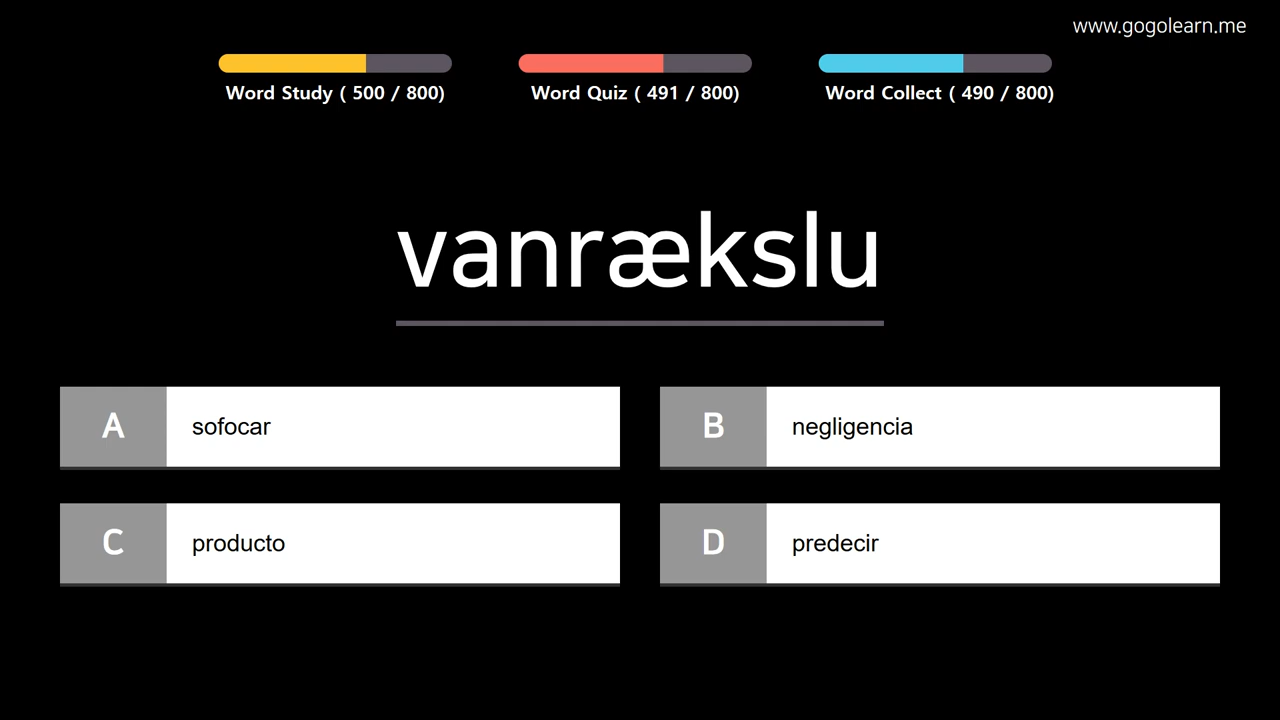 www.gogolearn.me
Word Study ( 500 / 800)
Word Quiz ( 491 / 800)
Word Collect ( 490 / 800)
vanrækslu
A sofocar
B negligencia
C producto
D predecir